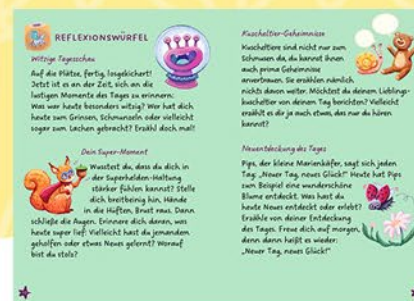 REFLEXIONSWÜRFEL
Witzige Tagesschau
Auf die Plätze, fertig, losgekichert!
Jetzt ist es an der Zeit, sich an die
lustigen Momente des Tages zu erinnern:
Was war heute besonders witzig? Wer hat dich
heute zum Grinsen, Schmunzeln oder vielleicht
sogar zum Lachen gebracht? Erzähl doch mal!
Dein Super-Moment
Wusstest du, dass du dich in
der Superhelden-Haltung
stärker fühlen kannst? Stelle
dich breitbeinig hin, Hände
in die Hüften, Brust raus. Dann
schließe die Augen. Erinnere dich daran, was
heute super lief: Vielleicht hast du jemandem
geholfen oder etwas Neues gelernt? Worauf
bist du stolz?
Kuscheltier-Geheimnisse
Kuscheltiere sind nicht nur zum
Schmusen da, du kannst ihnen
auch prima Geheimnisse
anvertrauen. Sie erzählen nämlich
nichts davon weiter. Möchtest du deinem Lieblings-
kuscheltier von deinem Tag berichten? Vielleicht
erzählt es dir ja auch etwas, das nur du hören
kannst?
Neuentdeckung des Tages
Pips, der kleine Marienkäfer, sagt sich jeden
Tag: „Neuer Tag, neues Glück!" Heute hat Pips
zum Beispiel eine wunderschöne
Blume entdeckt. Was hast du
heute Neues entdeckt oder erlebt?
Erzähle von deiner Entdeckung
des Tages. Freue dich auf morgen,
denn dann heißt es wieder:
„Neuer Tag, neues Glück!"